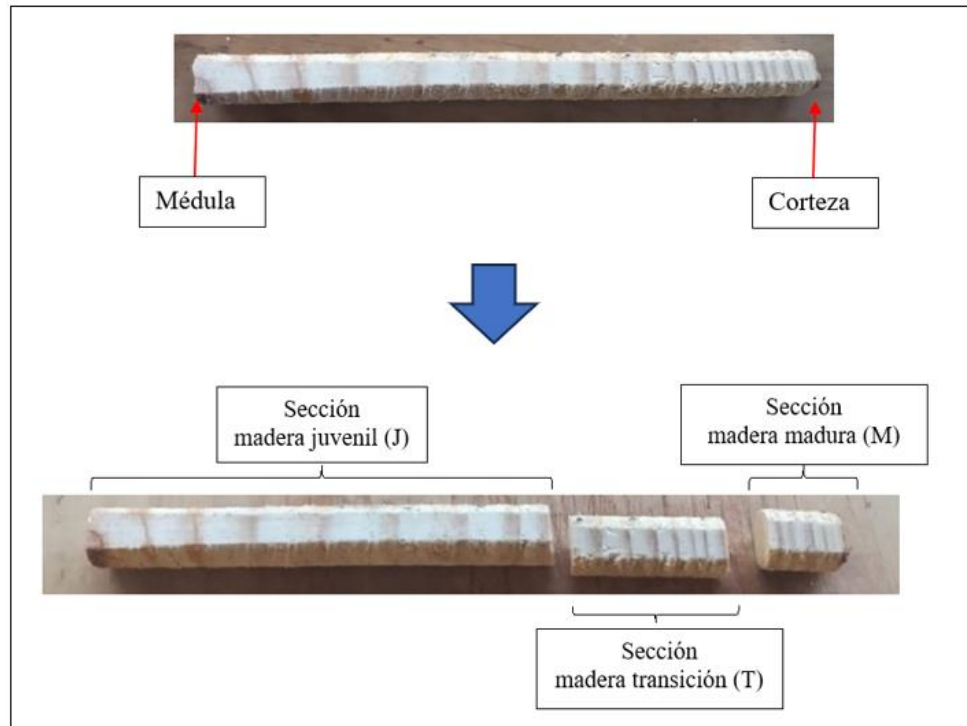 Médula
Corteza
Sección
madera juvenil (J)
Sección
madera madura (M)
Sección
madera transición (T)